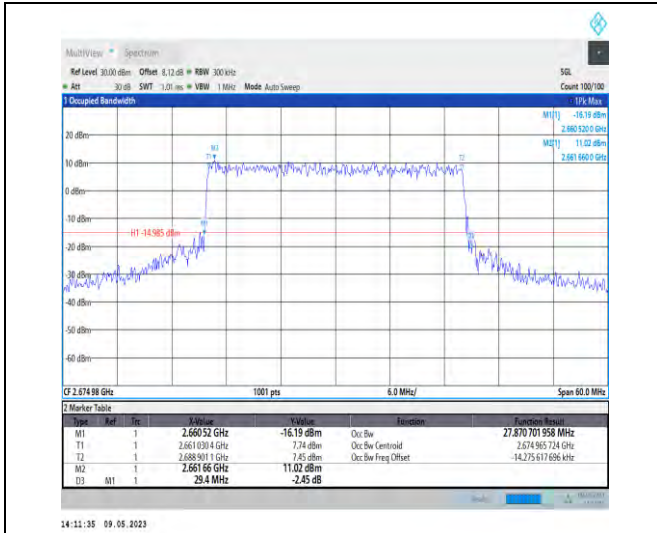 MultiView Spectrum
Ref Level 30.00 dBm Offset 8.12 dB RBW 300 kHz SGL
Att 30 dB SWT 1.01 ms VBW 1 MHz Mode Auto Sweep Count 100/100
1 Occupied Bandwidth 1Pk Max
M1[1] -16.19 dBm
2.660 520 0 GHz
M2[1] 11.02 dBm
2.661 660 0 GHz
20 dBm
M2
T1 T2
10 dBm
0 dBm
-10 dBm
M1
H1 -14.985 dBm
D3
-20 dBm
-30 dBm
-40 dBm
-50 dBm
-60 dBm
CF 2.674 98 GHz 1001 pts 6.0 MHz/ Span 60.0 MHz
2 Marker Table
Type Ref Trc X-Value Y-Value Function Function Result
M1 1 2.660 52 GHz -16.19 dBm Occ Bw 27.870 701 958 MHz
T1 1 2.661 030 4 GHz 7.74 dBm Occ Bw Centroid 2.674 965 724 GHz
T2 1 2.688 901 1 GHz 7.45 dBm Occ Bw Freq Offset -14.275 617 696 kHz
M2 1 2.661 66 GHz 11.02 dBm
D3 M1 1 29.4 MHz -2.45 dB
14:11:35 09.05.2023